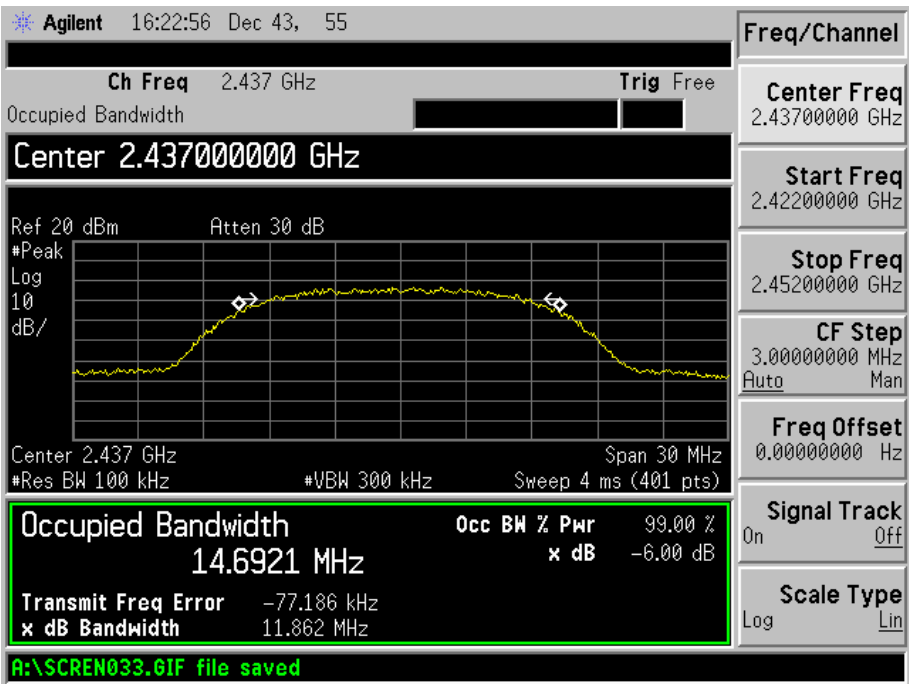 Agilent 16:22:56 Dec 43, 55
Freq/Channel
Ch Freq 2.437 GHz Trig Free
Occupied Bandwidth
Center 2.437000000 GHz
Ref 20 dBm Atten 30 dB
#Peak
Log
10
dB/
Center 2.437 GHz Span 30 MHz
#Res BW 100 kHz #VBW 300 kHz Sweep 4 ms (401 pts)
Occupied Bandwidth
14.6921 MHz
Occ BW % Pwr 99.00 %
x dB -6.00 dB
Transmit Freq Error -77.186 kHz
x dB Bandwidth 11.862 MHz
A:\SCREN033.GIF file saved
Center Freq
2.43700000 GHz
Start Freq
2.42200000 GHz
Stop Freq
2.45200000 GHz
CF Step
3.00000000 MHz
Auto Man
Freq Offset
0.00000000 Hz
Signal Track
On Off
Scale Type
Log Lin